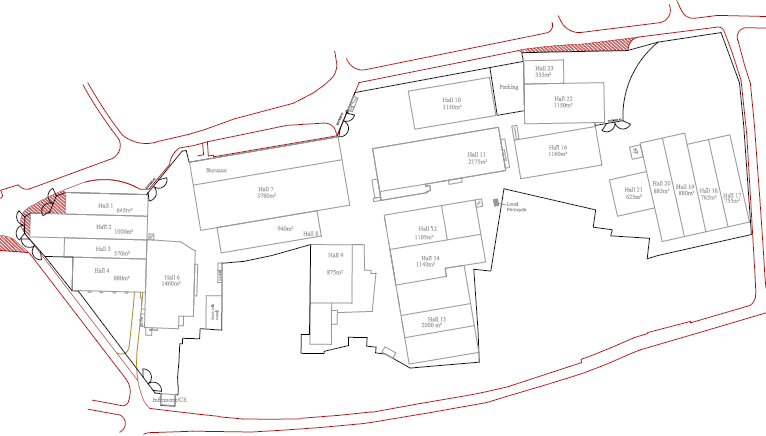 Hall 23
335m²
Parking
Hall 10
1150m²
Hall 22
1150m²
Hall 11
2175m²
Hall 16
1160m²
Bureaux
Hall 7
3780m²
940m²
Hall 8
Hall 1
645m²
Hall 2
1000m²
Hall 3
570m²
Hall 4
880m²
Hall 6
1460m²
Hall 9
875m²
Hall 12
1105m²
Hall 14
1140m²
Hall 13
3000 m²
Local
Hall 21
625m²
Hall 20
885m²
Hall 19
880m²
Hall 18
765m²
Hall 17
755m²
Infirmerie/CE